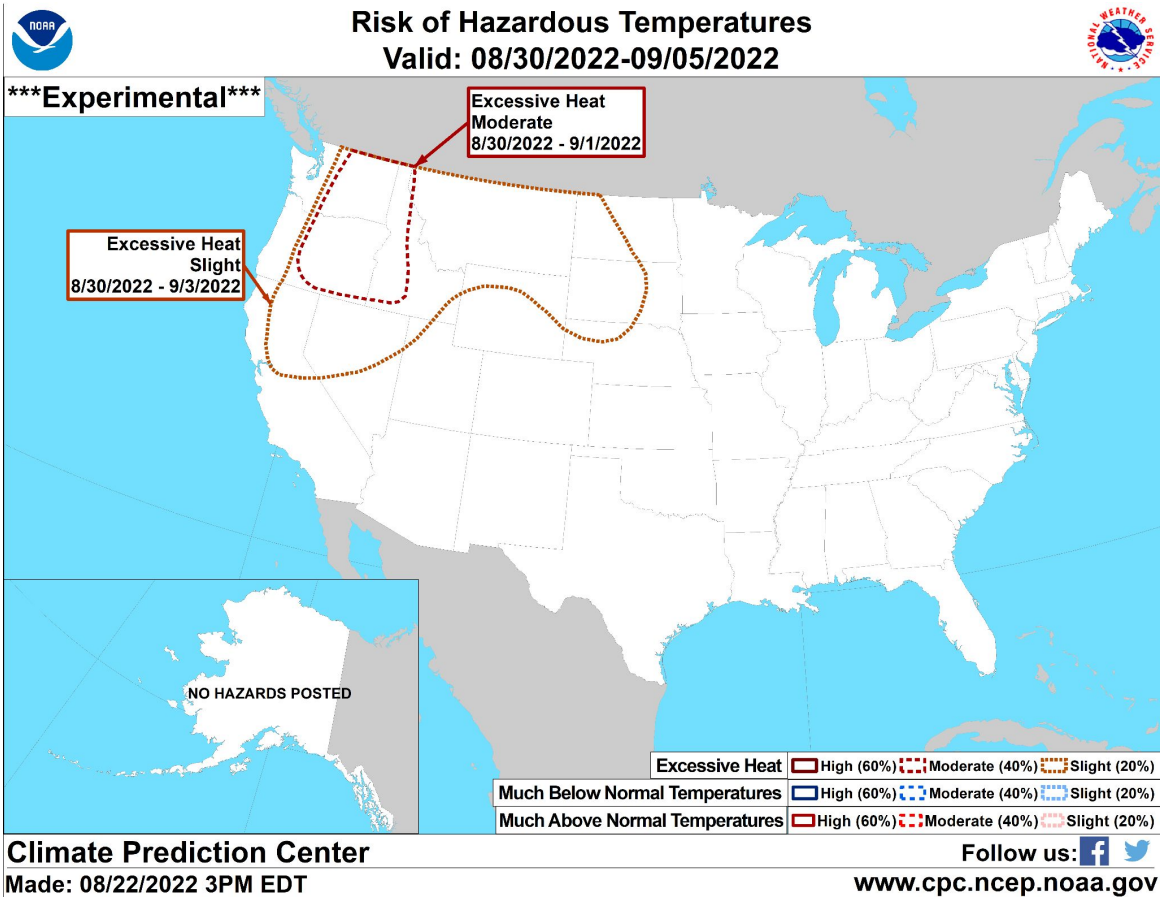 NOAA
Risk of Hazardous Temperatures
Valid: 08/30/2022-09/05/2022
NATIONAL WEATHER SERVICE
***Experimental***
Excessive Heat
Moderate
8/30/2022 - 9/1/2022
Excessive Heat
Slight
8/30/2022 - 9/3/2022
NO HAZARDS POSTED
Excessive Heat High (60%) Moderate (40%) Slight (20%)
Much Below Normal Temperatures High (60%) Moderate (40%) Slight (20%)
Much Above Normal Temperatures High (60%) Moderate (40%) Slight (20%)
Climate Prediction Center
Follow us:
Made: 08/22/2022 3PM EDT
www.cpc.ncep.noaa.gov